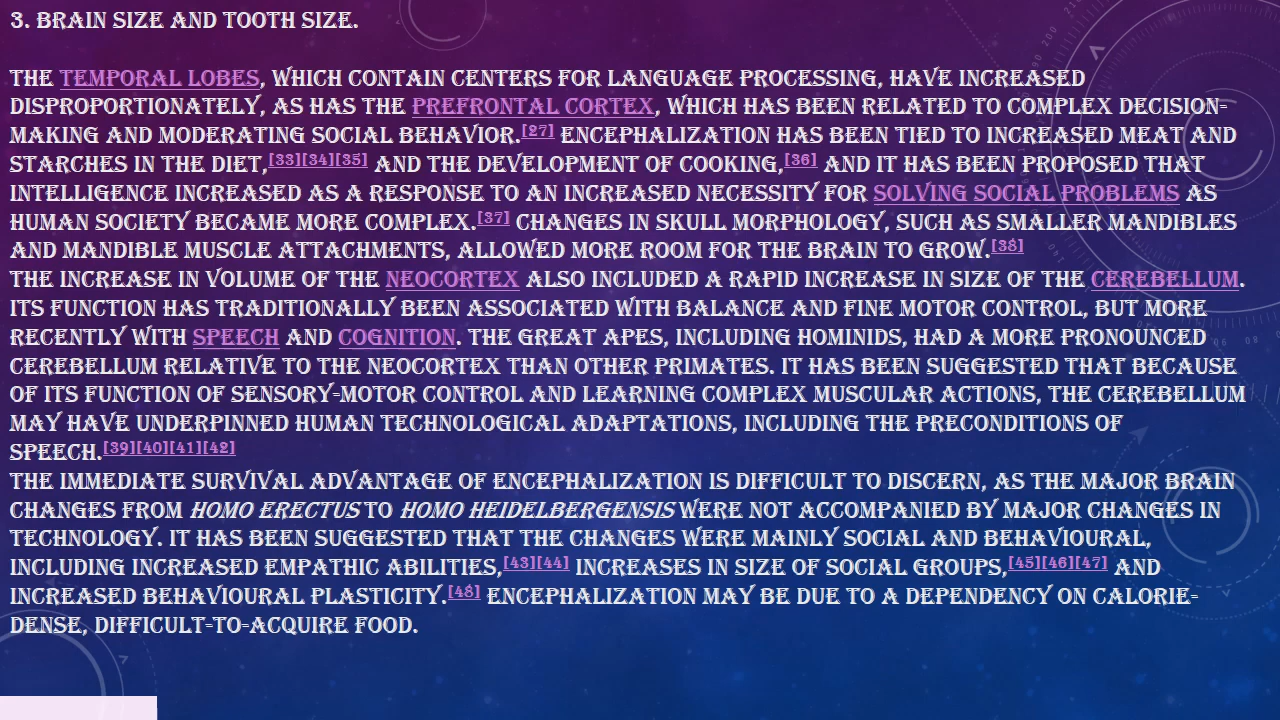 3. BRAIN SIZE AND TOOTH SIZE.
THE TEMPORAL LOBES, WHICH CONTAIN CENTERS FOR LANGUAGE PROCESSING, HAVE INCREASED
DISPROPORTIONATELY, AS HAS THE PREFRONTAL CORTEX, WHICH HAS BEEN RELATED TO COMPLEX DECISION-
MAKING AND MODERATING SOCIAL BEHAVIOR.[27] ENCEPHALIZATION HAS BEEN TIED TO INCREASED MEAT AND
STARCHES IN THE DIET,[33][34][35] AND THE DEVELOPMENT OF COOKING,[36] AND IT HAS BEEN PROPOSED THAT
INTELLIGENCE INCREASED AS A RESPONSE TO AN INCREASED NECESSITY FOR SOLVING SOCIAL PROBLEMS AS
HUMAN SOCIETY BECAME MORE COMPLEX.[37] CHANGES IN SKULL MORPHOLOGY, SUCH AS SMALLER MANDIBLES
AND MANDIBLE MUSCLE ATTACHMENTS, ALLOWED MORE ROOM FOR THE BRAIN TO GROW.[38]
THE INCREASE IN VOLUME OF THE NEOCORTEX ALSO INCLUDED A RAPID INCREASE IN SIZE OF THE CEREBELLUM.
ITS FUNCTION HAS TRADITIONALLY BEEN ASSOCIATED WITH BALANCE AND FINE MOTOR CONTROL, BUT MORE
RECENTLY WITH SPEECH AND COGNITION. THE GREAT APES, INCLUDING HOMINIDS, HAD A MORE PRONOUNCED
CEREBELLUM RELATIVE TO THE NEOCORTEX THAN OTHER PRIMATES. IT HAS BEEN SUGGESTED THAT BECAUSE
OF ITS FUNCTION OF SENSORY-MOTOR CONTROL AND LEARNING COMPLEX MUSCULAR ACTIONS, THE CEREBELLUM
MAY HAVE UNDERPINNED HUMAN TECHNOLOGICAL ADAPTATIONS, INCLUDING THE PRECONDITIONS OF
SPEECH.[39][40][41][42]
THE IMMEDIATE SURVIVAL ADVANTAGE OF ENCEPHALIZATION IS DIFFICULT TO DISCERN, AS THE MAJOR BRAIN
CHANGES FROM HOMO ERECTUS TO HOMO HEIDELBERGENSIS WERE NOT ACCOMPANIED BY MAJOR CHANGES IN
TECHNOLOGY. IT HAS BEEN SUGGESTED THAT THE CHANGES WERE MAINLY SOCIAL AND BEHAVIOURAL,
INCLUDING INCREASED EMPATHIC ABILITIES,[43][44] INCREASES IN SIZE OF SOCIAL GROUPS,[45][46][47] AND
INCREASED BEHAVIOURAL PLASTICITY.[48] ENCEPHALIZATION MAY BE DUE TO A DEPENDENCY ON CALORIE-
DENSE, DIFFICULT-TO-ACQUIRE FOOD.